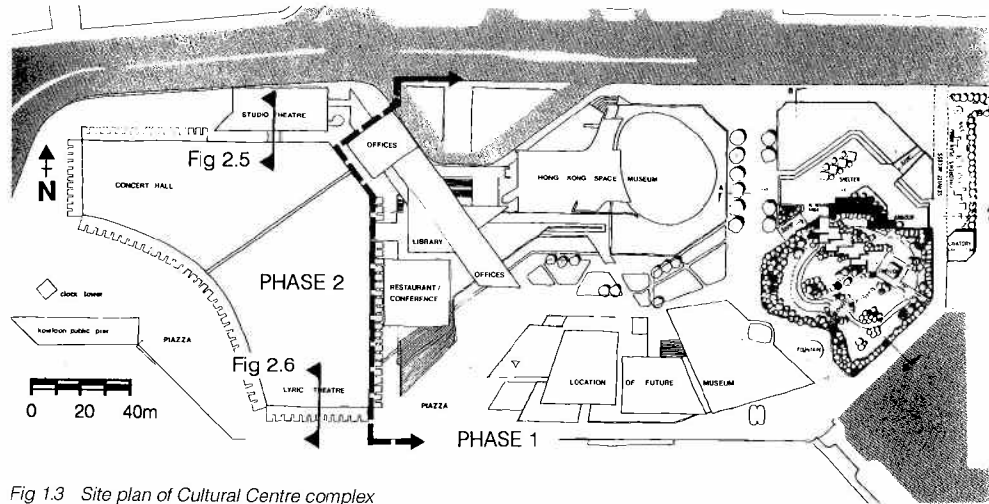 STUDIO THEATRE
Fig 2.5
OFFICES
N
CONCERT HALL
HONG KONG SPACE MUSEUM
SHELTER
SERVICE ACCESS
LIBRARY
OFFICES
PHASE 2
RESTAURANT/
CONFERENCE
clock tower
kowloon public pier
PIAZZA
Fig 2.6
LYRIC THEATRE
0 20 40m
PIAZZA
LOCATION OF FUTURE MUSEUM
FOUNTAIN
PHASE 1
Fig 1.3 Site plan of Cultural Centre complex